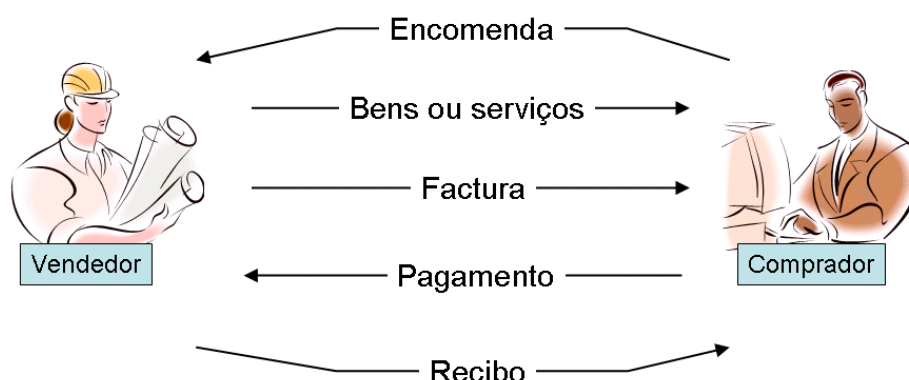 Encomenda
Bens ou serviços
Factura
Vendedor
Comprador
Pagamento
Recibo